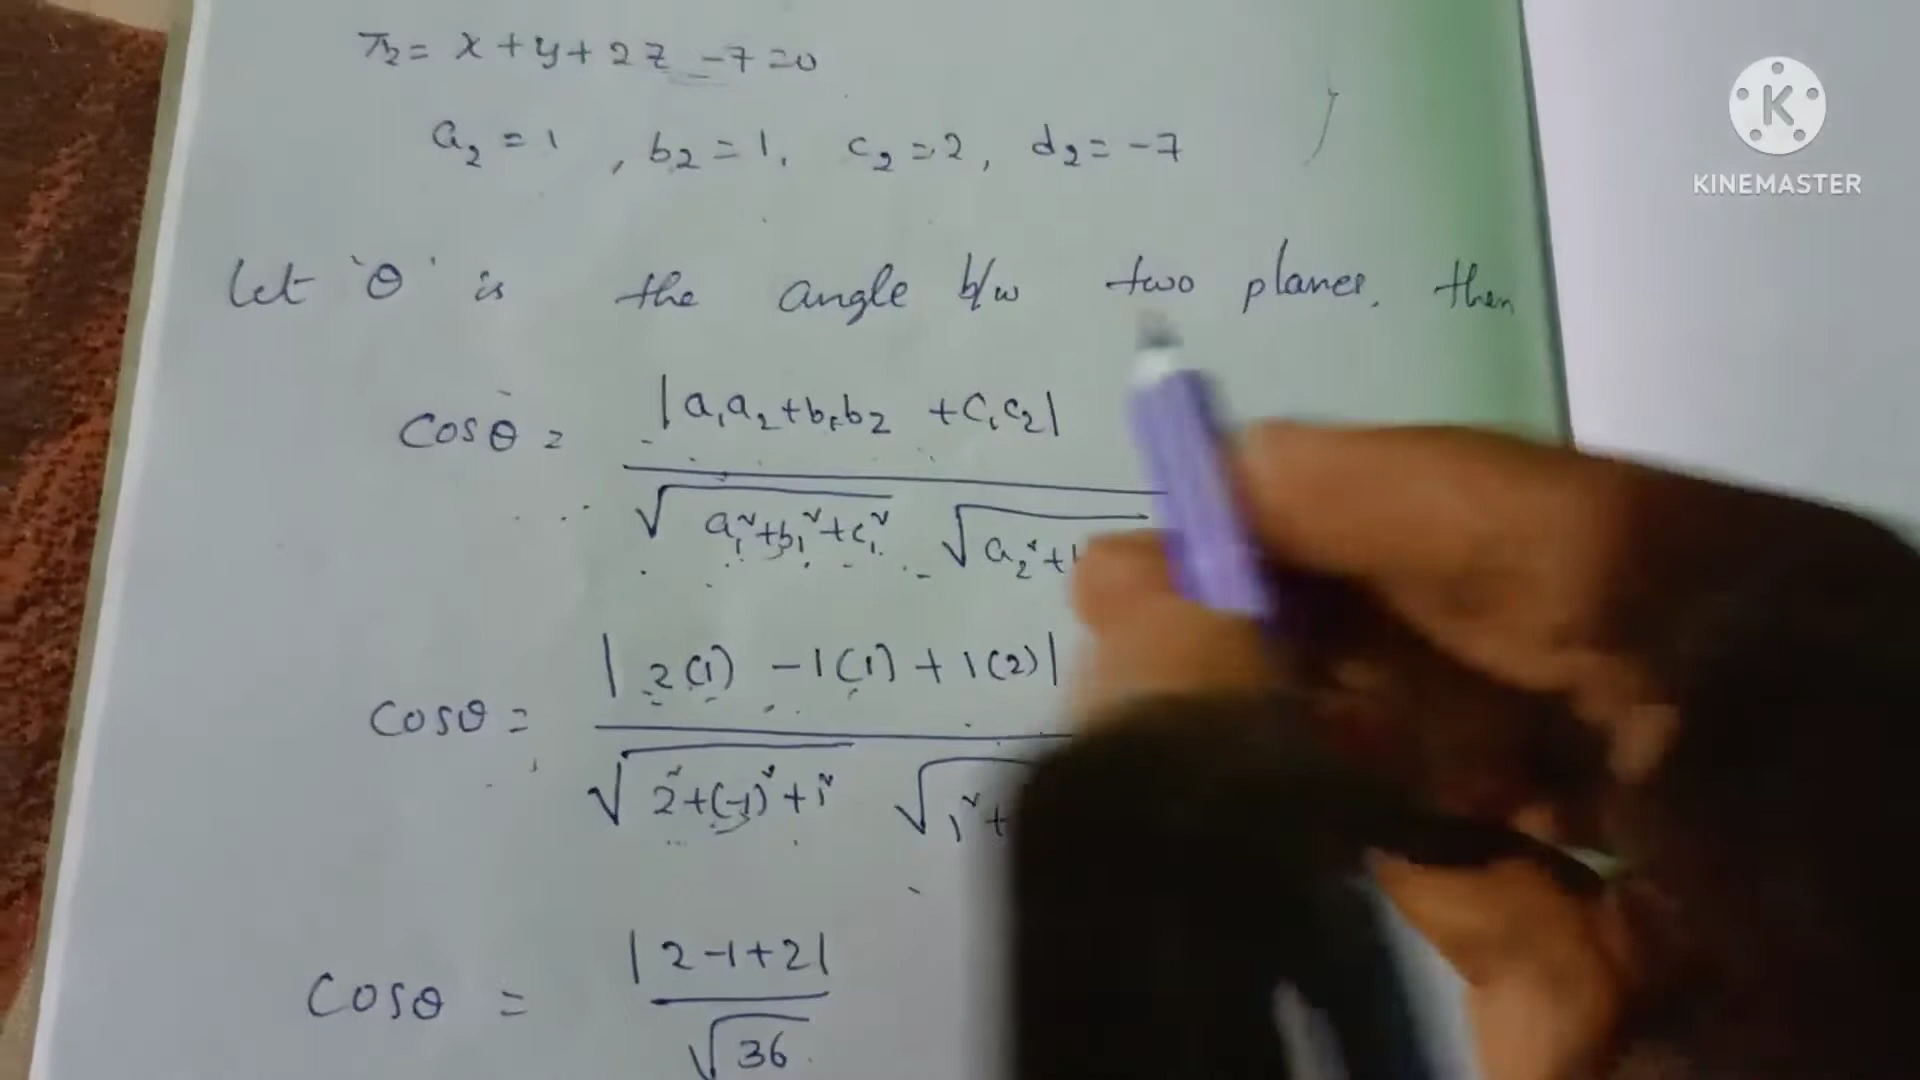 π₂ = x + y + 2z - 7 = 0
K
KINEMASTER
a₂ = 1 , b₂ = 1, c₂ = 2, d₂ = -7
Let 'θ' is the angle b/w two planes. then
cosθ = |a₁a₂ + b₁b₂ + c₁c₂|
√a₁² + b₁² + c₁² √a₂² +
cosθ = |2(1) - 1(1) + 1(2)|
√2² + (-1)² + 1² √1² +
cosθ = |2 - 1 + 2|
√36